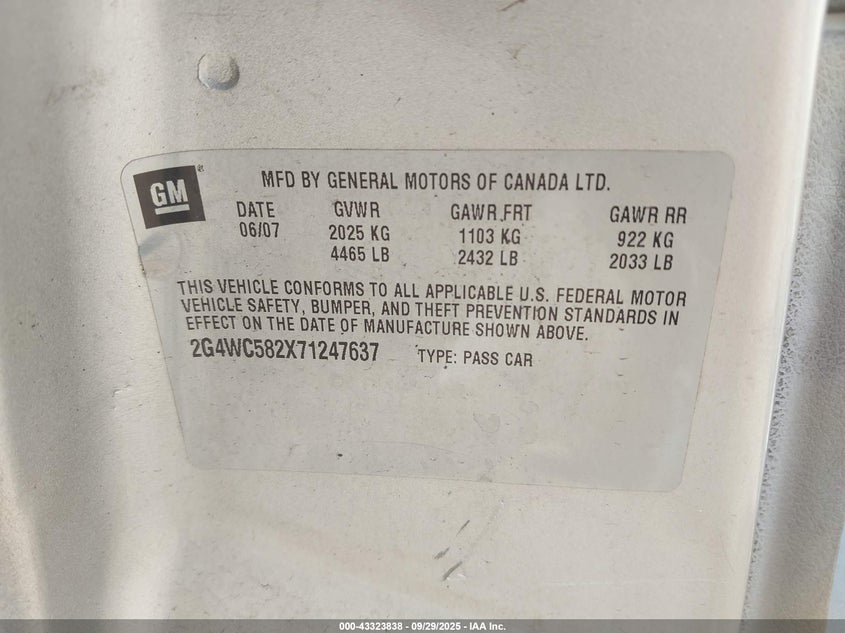 GM ®
MFD BY GENERAL MOTORS OF CANADA LTD.
DATE GVWR GAWR FRT GAWR RR
06/07 2025 KG 1103 KG 922 KG
4465 LB 2432 LB 2033 LB
THIS VEHICLE CONFORMS TO ALL APPLICABLE U.S. FEDERAL MOTOR
VEHICLE SAFETY, BUMPER, AND THEFT PREVENTION STANDARDS IN
EFFECT ON THE DATE OF MANUFACTURE SHOWN ABOVE.
2G4WC582X71247637 TYPE: PASS CAR
000-43323838 - 09/29/2025 - IAA Inc.